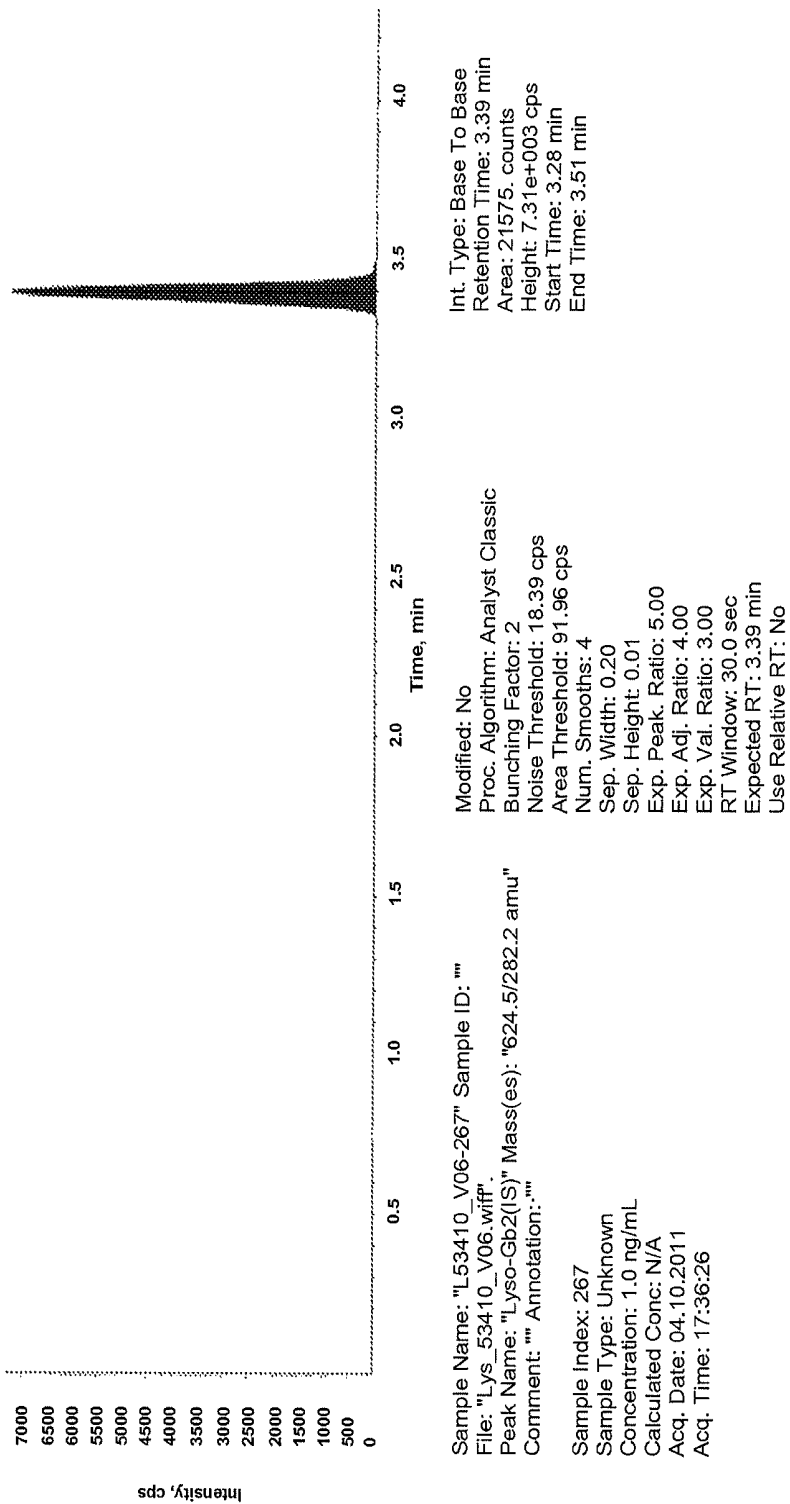 Intensity, cps
7000
6500
6000
5500
5000
4500
4000
3500
3000
2500
2000
1500
1000
500
0
0.5
1.0
1.5
2.0
2.5
3.0
3.5
4.0
Time, min
Sample Name: "L53410_V06-267" Sample ID: ""
File: "Lys_53410_V06.wiff".
Peak Name: "Lyso-Gb2(IS)" Mass(es): "624.5/282.2 amu"
Comment: "" Annotation:-""
Sample Index: 267
Sample Type: Unknown
Concentration: 1.0 ng/mL
Calculated Conc: N/A
Acq. Date: 04.10.2011
Acq. Time: 17:36:26
Modified: No
Proc. Algorithm: Analyst Classic
Bunching Factor: 2
Noise Threshold: 18.39 cps
Area Threshold: 91.96 cps
Num. Smooths: 4
Sep. Width: 0.20
Sep. Height: 0.01
Exp. Peak. Ratio: 5.00
Exp. Adj. Ratio: 4.00
Exp. Val. Ratio: 3.00
RT Window: 30.0 sec
Expected RT: 3.39 min
Use Relative RT: No
Int. Type: Base To Base
Retention Time: 3.39 min
Area: 21575. counts
Height: 7.31e+003 cps
Start Time: 3.28 min
End Time: 3.51 min